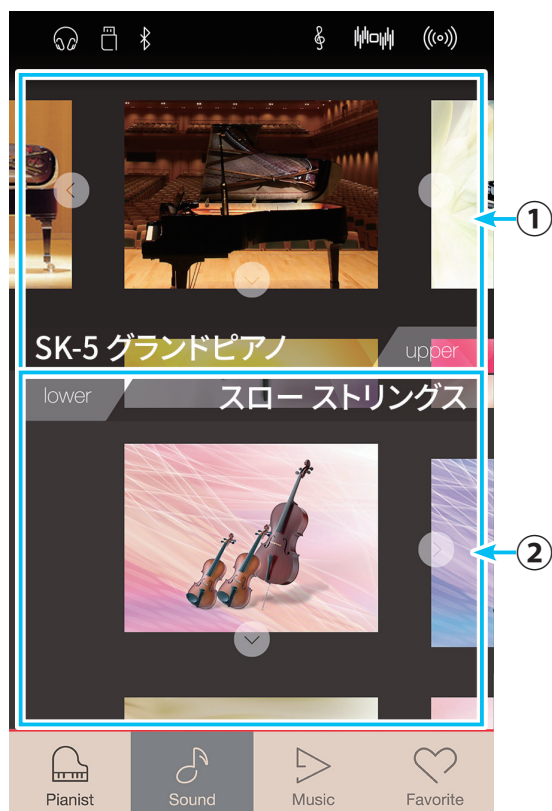 ①
SK-5 グランドピアノ
upper
lower
スロー ストリングス
②
Pianist
Sound
Music
Favorite